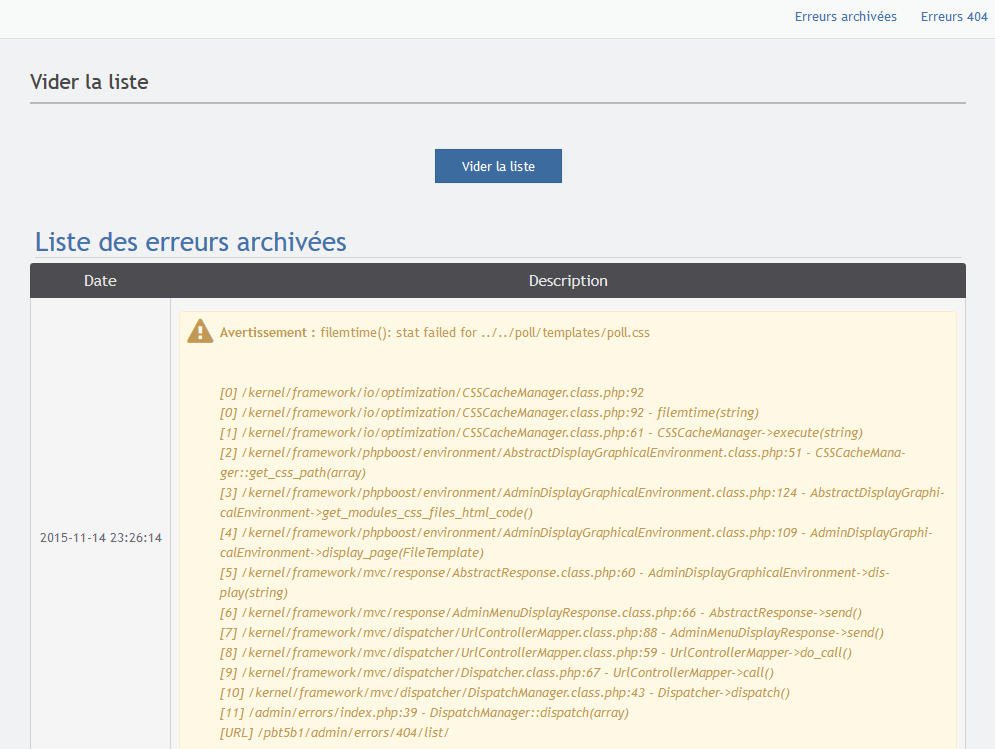 Erreurs archivées Erreurs 404
Vider la liste
Vider la liste
Liste des erreurs archivées
Date Description
2015-11-14 23:26:14
Avertissement : filemtime(): stat failed for ../../poll/templates/poll.css
[0] /kernel/framework/io/optimization/CSSCacheManager.class.php:92
[0] /kernel/framework/io/optimization/CSSCacheManager.class.php:92 - filemtime(string)
[1] /kernel/framework/io/optimization/CSSCacheManager.class.php:61 - CSSCacheManager->execute(string)
[2] /kernel/framework/phpboost/environment/AbstractDisplayGraphicalEnvironment.class.php:51 - CSSCacheMana-
ger::get_css_path(array)
[3] /kernel/framework/phpboost/environment/AdminDisplayGraphicalEnvironment.class.php:124 - AbstractDisplayGraphi-
calEnvironment->get_modules_css_files_html_code()
[4] /kernel/framework/phpboost/environment/AdminDisplayGraphicalEnvironment.class.php:109 - AdminDisplayGraphi-
calEnvironment->display_page(FileTemplate)
[5] /kernel/framework/mvc/response/AbstractResponse.class.php:60 - AdminDisplayGraphicalEnvironment->dis-
play(string)
[6] /kernel/framework/mvc/response/AdminMenuDisplayResponse.class.php:66 - AbstractResponse->send()
[7] /kernel/framework/mvc/dispatcher/UrlControllerMapper.class.php:88 - AdminMenuDisplayResponse->send()
[8] /kernel/framework/mvc/dispatcher/UrlControllerMapper.class.php:59 - UrlControllerMapper->do_call()
[9] /kernel/framework/mvc/dispatcher/Dispatcher.class.php:67 - UrlControllerMapper->call()
[10] /kernel/framework/mvc/dispatcher/DispatchManager.class.php:43 - Dispatcher->dispatch()
[11] /admin/errors/index.php:39 - DispatchManager::dispatch(array)
[URL] /pbt5b1/admin/errors/404/list/